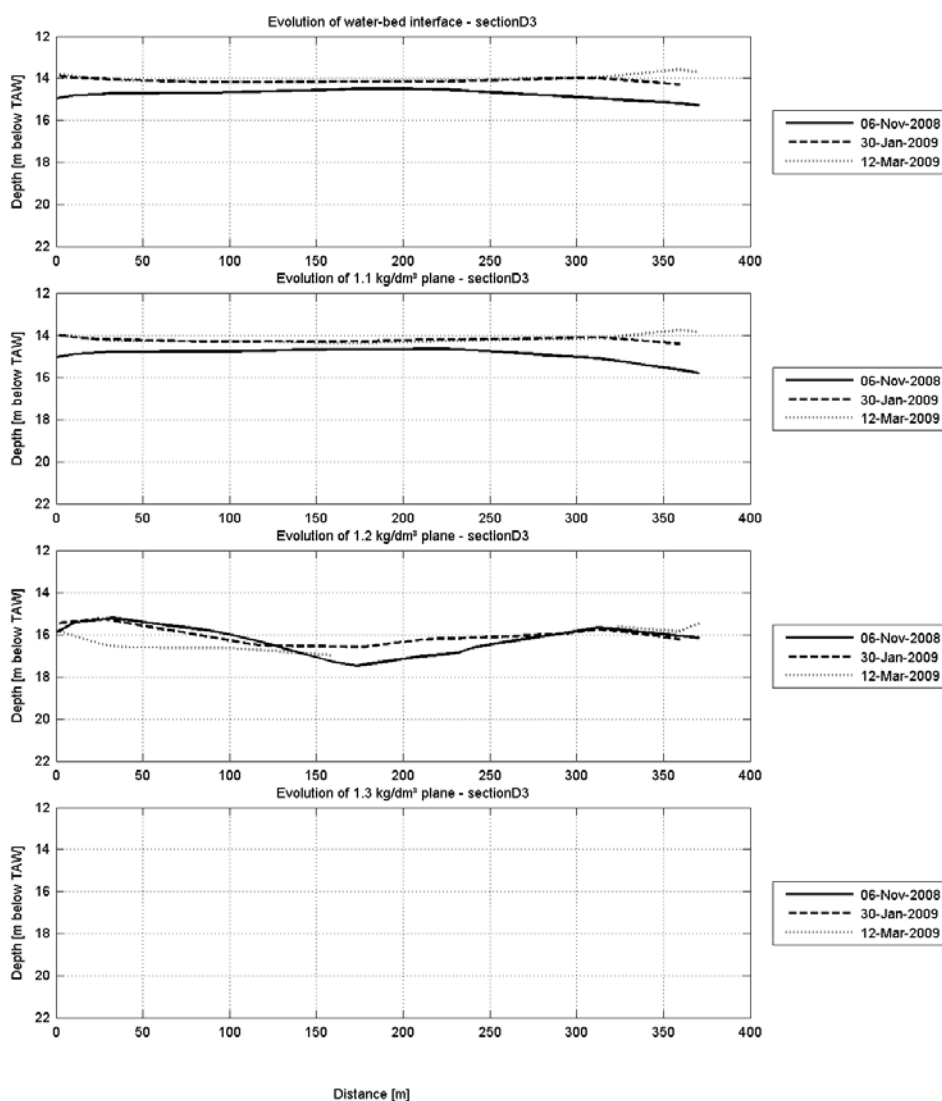 Evolution of water-bed interface - sectionD3
12
14
16
18
20
22
Depth [m below TAW]
0 50 100 150 200 250 300 350 400
06-Nov-2008
30-Jan-2009
12-Mar-2009
Evolution of 1.1 kg/dm³ plane - sectionD3
12
14
16
18
20
22
Depth [m below TAW]
0 50 100 150 200 250 300 350 400
06-Nov-2008
30-Jan-2009
12-Mar-2009
Evolution of 1.2 kg/dm³ plane - sectionD3
12
14
16
18
20
22
Depth [m below TAW]
0 50 100 150 200 250 300 350 400
06-Nov-2008
30-Jan-2009
12-Mar-2009
Evolution of 1.3 kg/dm³ plane - sectionD3
12
14
16
18
20
22
Depth [m below TAW]
0 50 100 150 200 250 300 350 400
06-Nov-2008
30-Jan-2009
12-Mar-2009
Distance [m]